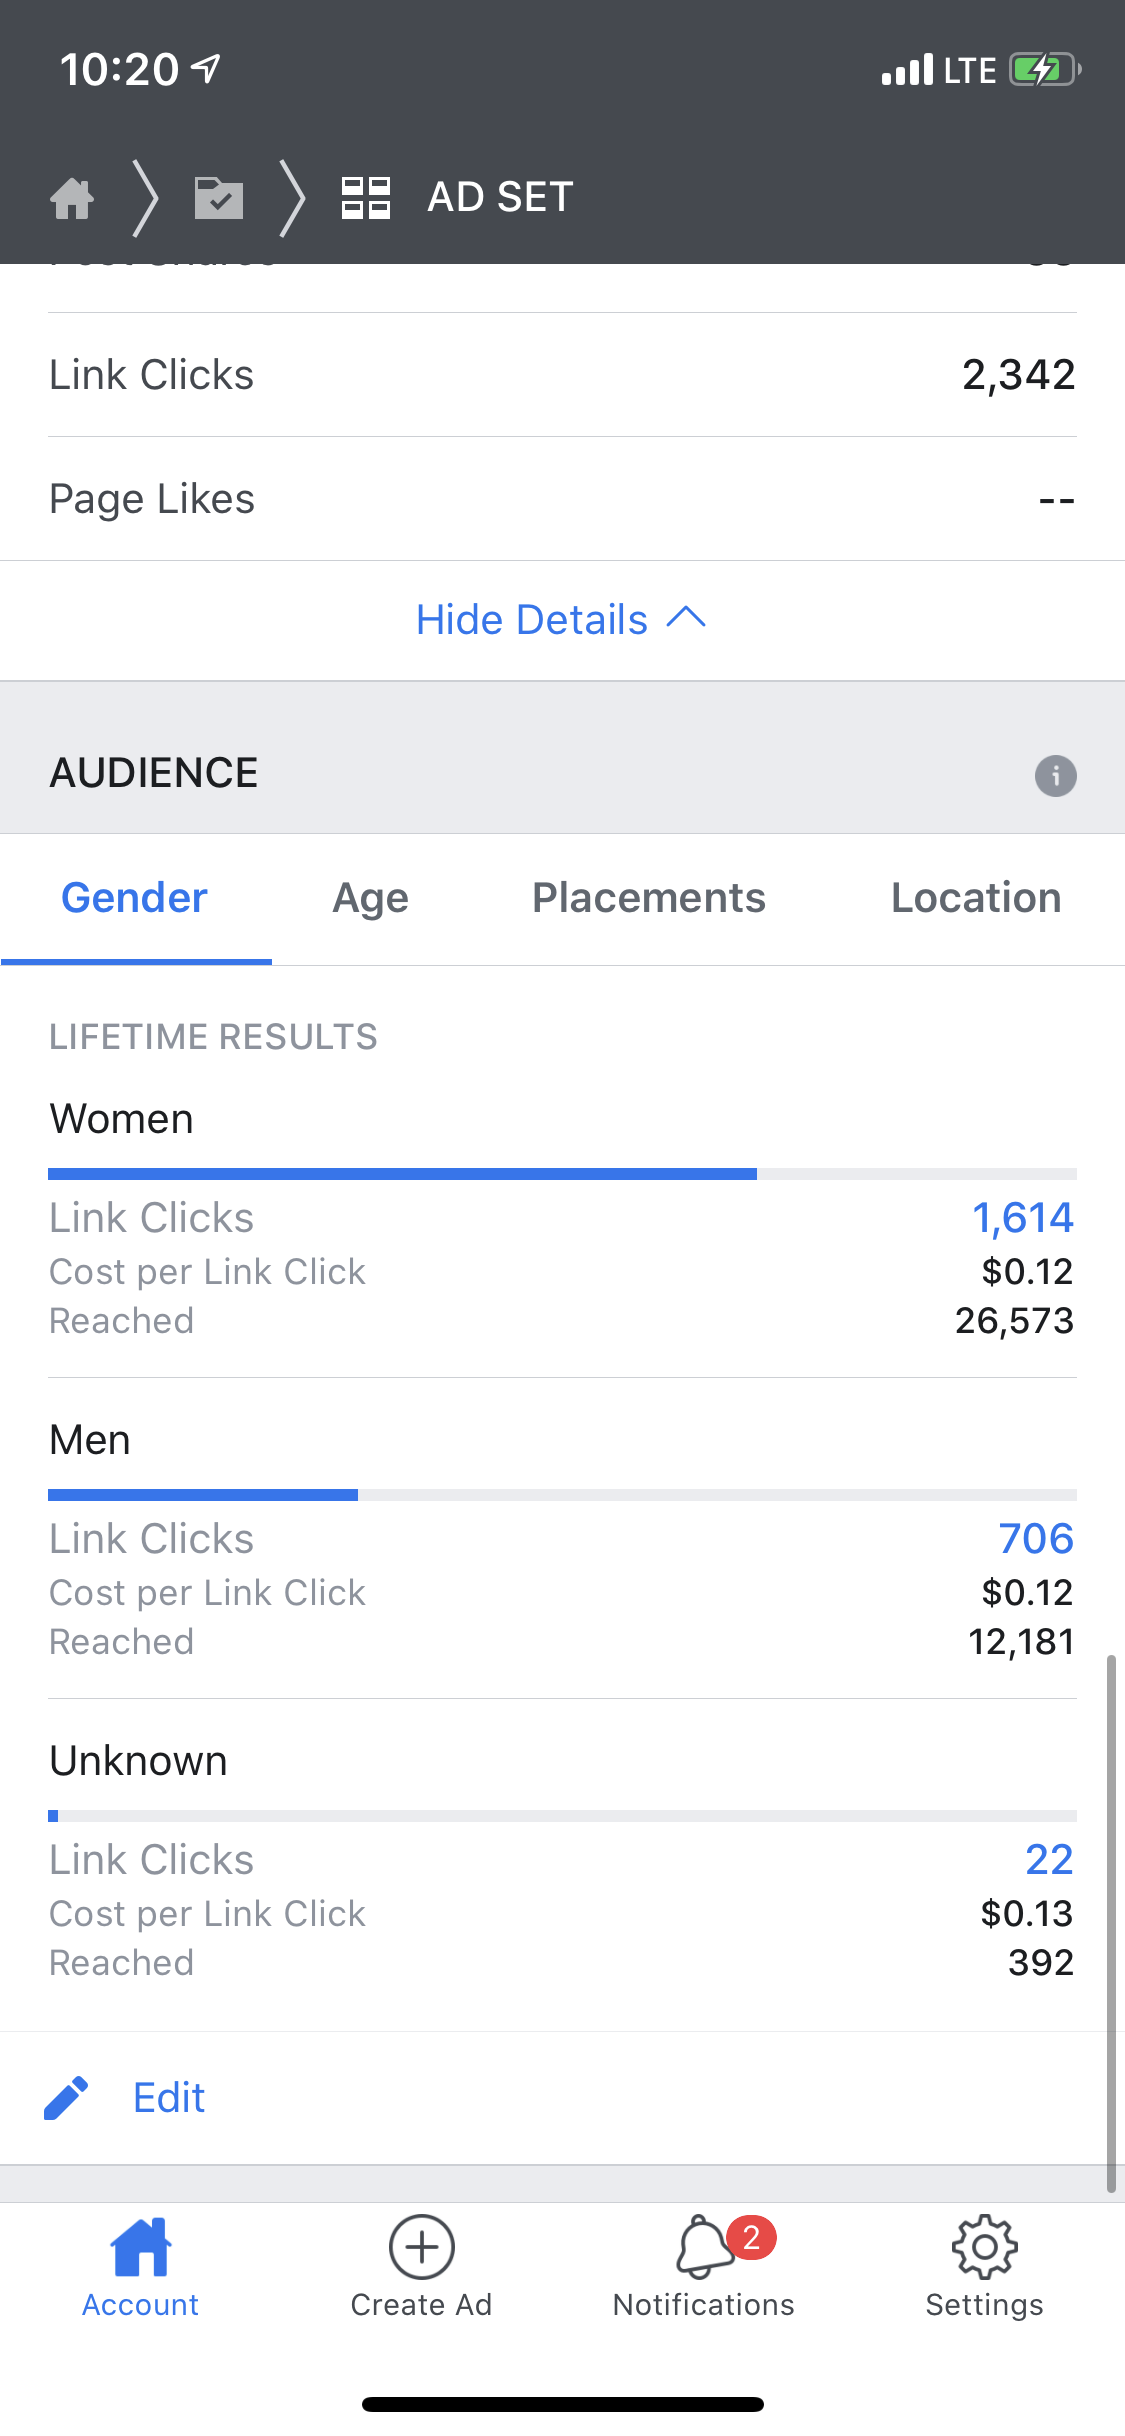 10:20
LTE
AD SET
Link Clicks 2,342
Page Likes --
Hide Details
AUDIENCE
Gender Age Placements Location
LIFETIME RESULTS
Women
Link Clicks 1,614
Cost per Link Click $0.12
Reached 26,573
Men
Link Clicks 706
Cost per Link Click $0.12
Reached 12,181
Unknown
Link Clicks 22
Cost per Link Click $0.13
Reached 392
Edit
2
Account Create Ad Notifications Settings